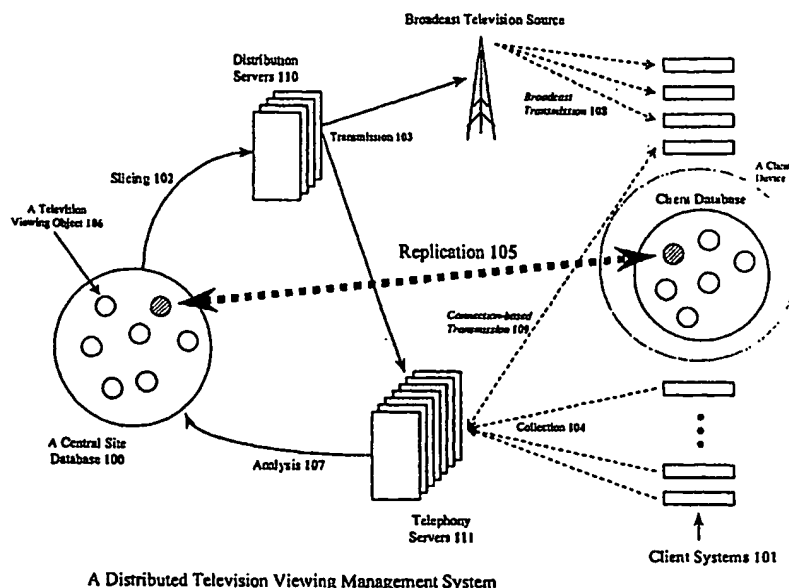 Broadcast Television Source
Distribution
Servers 110
Broadcast
Transmission 108
Transmission 103
Slicing 102
A Client
Device
A Television
Viewing Object 106
Client Database
Replication 105
Connection-based
Transmission 109
Collection 104
A Central Site
Database 100
Analysis 107
Telephony
Servers 111
Client Systems 101
A Distributed Television Viewing Management System